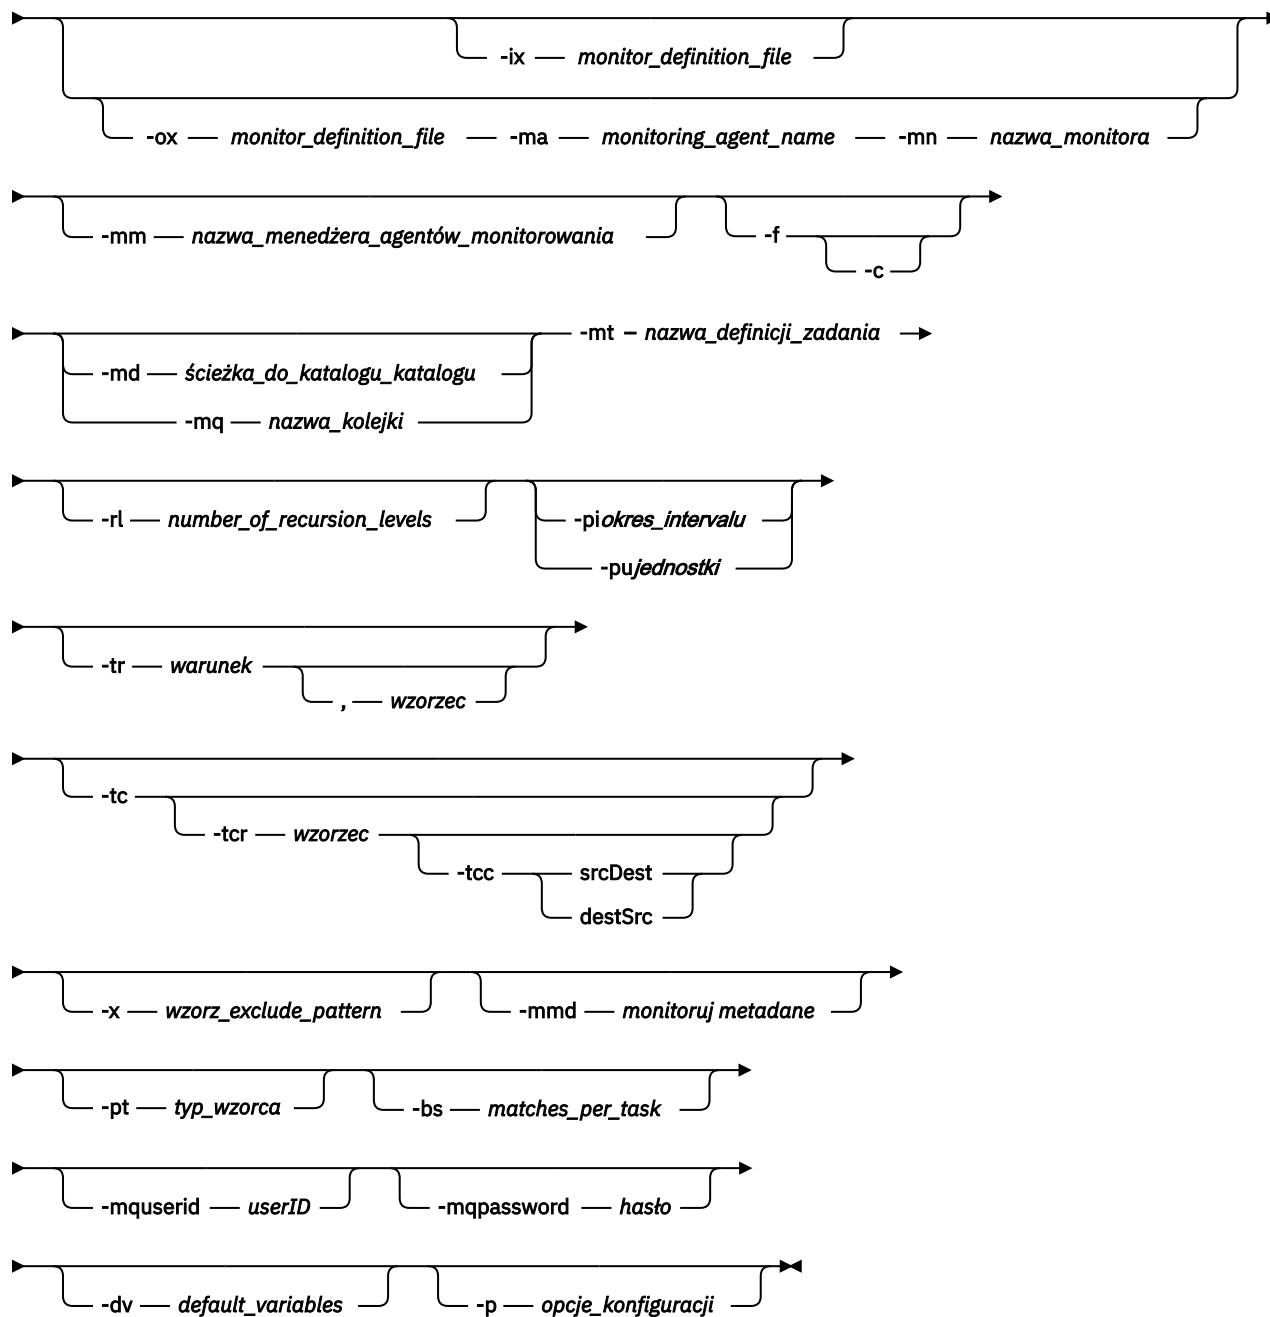 -ix monitor_definition_file
-ox monitor_definition_file -ma monitoring_agent_name -mn nazwa_monitora
-mm nazwa_menedżera_agentów_monitorowania -f
-c
-mt nazwa_definicji_zadania
-md ścieżka_do_katalogu_katalogu
-mq nazwa_kolejki
-rl number_of_recursion_levels -piokres_intervalu
-pujednostki
-tr warunek
, wzorzec
-tc
-tcr wzorzec
-tcc srcDest
destSrc
-x wzorz_exclude_pattern -mmd monitoruj metadane
-pt typ_wzorca -bs matches_per_task
-mquserid userID -mqpassword hasło
-dv default_variables -p opcje_konfiguracji